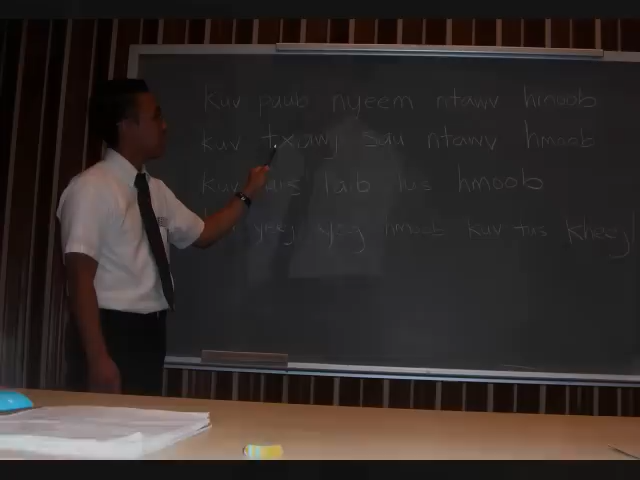 kuv paub nyeem ntawv hmoob
kuv txawj sau ntawv hmoob
kuv lab lus hmoob
yeej yog hmoob kuv tus kheej